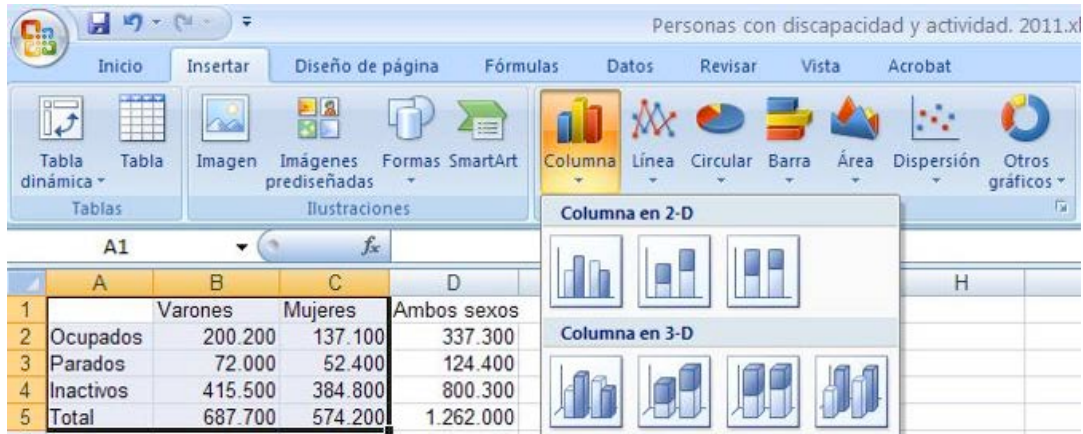 Personas con discapacidad y actividad. 2011.xl
Inicio Insertar Diseño de página Fórmulas Datos Revisar Vista Acrobat
Tabla dinámica Tabla Imagen Imágenes prediseñadas Formas SmartArt Columna Línea Circular Barra Área Dispersión Otros gráficos
Tablas Ilustraciones
Columna en 2-D
A1 fx
A B C D H
1 Varones Mujeres Ambos sexos
2 Ocupados 200.200 137.100 337.300
Columna en 3-D
3 Parados 72.000 52.400 124.400
4 Inactivos 415.500 384.800 800.300
5 Total 687.700 574.200 1.262.000